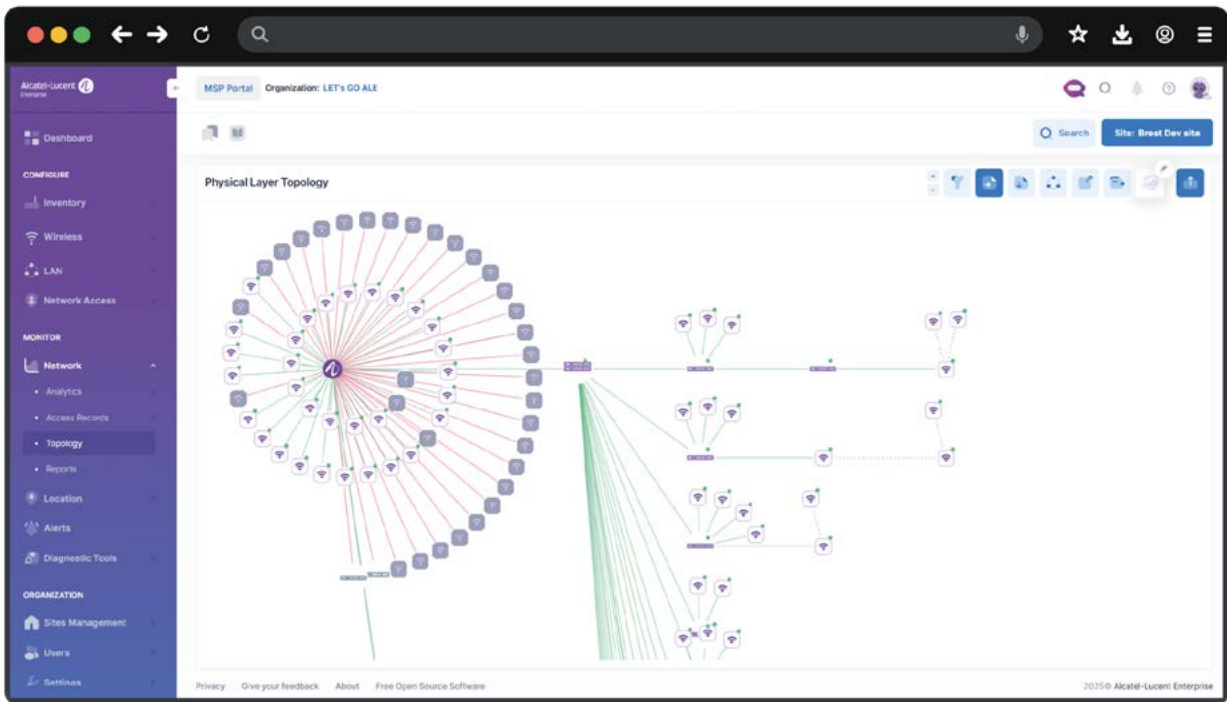 Alcatel·Lucent
Enterprise
MSP Portal Organization: LET's GO ALE
Dashboard
Search
Site: Brest Dev site
CONFIGURE
Physical Layer Topology
Inventory
Wireless
LAN
Network Access
MONITOR
Network
Analytics
Access Records
Topology
Reports
Location
Alerts
Diagnostic Tools
ORGANIZATION
Sites Management
Users
Settings
Privacy Give your feedback About Free Open Source Software
2025© Alcatel-Lucent Enterprise